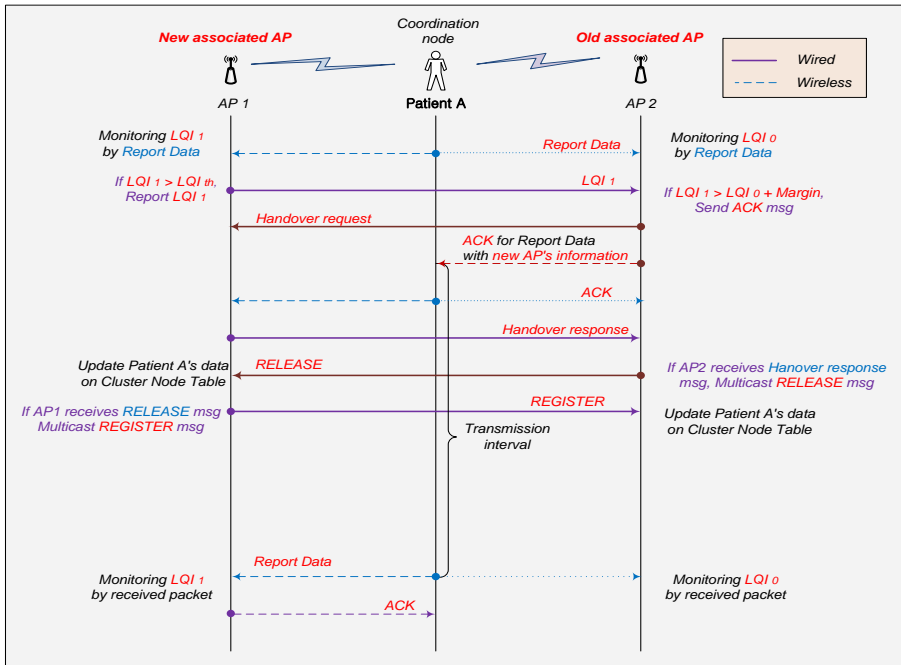 Coordination
node
New associated AP
Old associated AP
Wired
Wireless
AP 1
Patient A
AP 2
Monitoring LQI 1
by Report Data
Report Data
Monitoring LQI 0
by Report Data
If LQI 1 > LQI th,
Report LQI 1
LQI 1
If LQI 1 > LQI 0 + Margin,
Send ACK msg
Handover request
ACK for Report Data
with new AP's information
ACK
Handover response
Update Patient A's data
on Cluster Node Table
RELEASE
If AP2 receives Hanover response
msg, Multicast RELEASE msg
If AP1 receives RELEASE msg
Multicast REGISTER msg
REGISTER
Update Patient A's data
on Cluster Node Table
Transmission
interval
Report Data
Monitoring LQI 1
by received packet
Monitoring LQI 0
by received packet
ACK